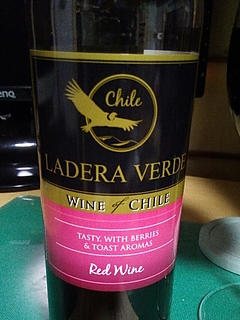 Chile
LADERA VERDE
WINE of CHILE
TASTY, WITH BERRIES
& TOAST AROMAS
Red Wine